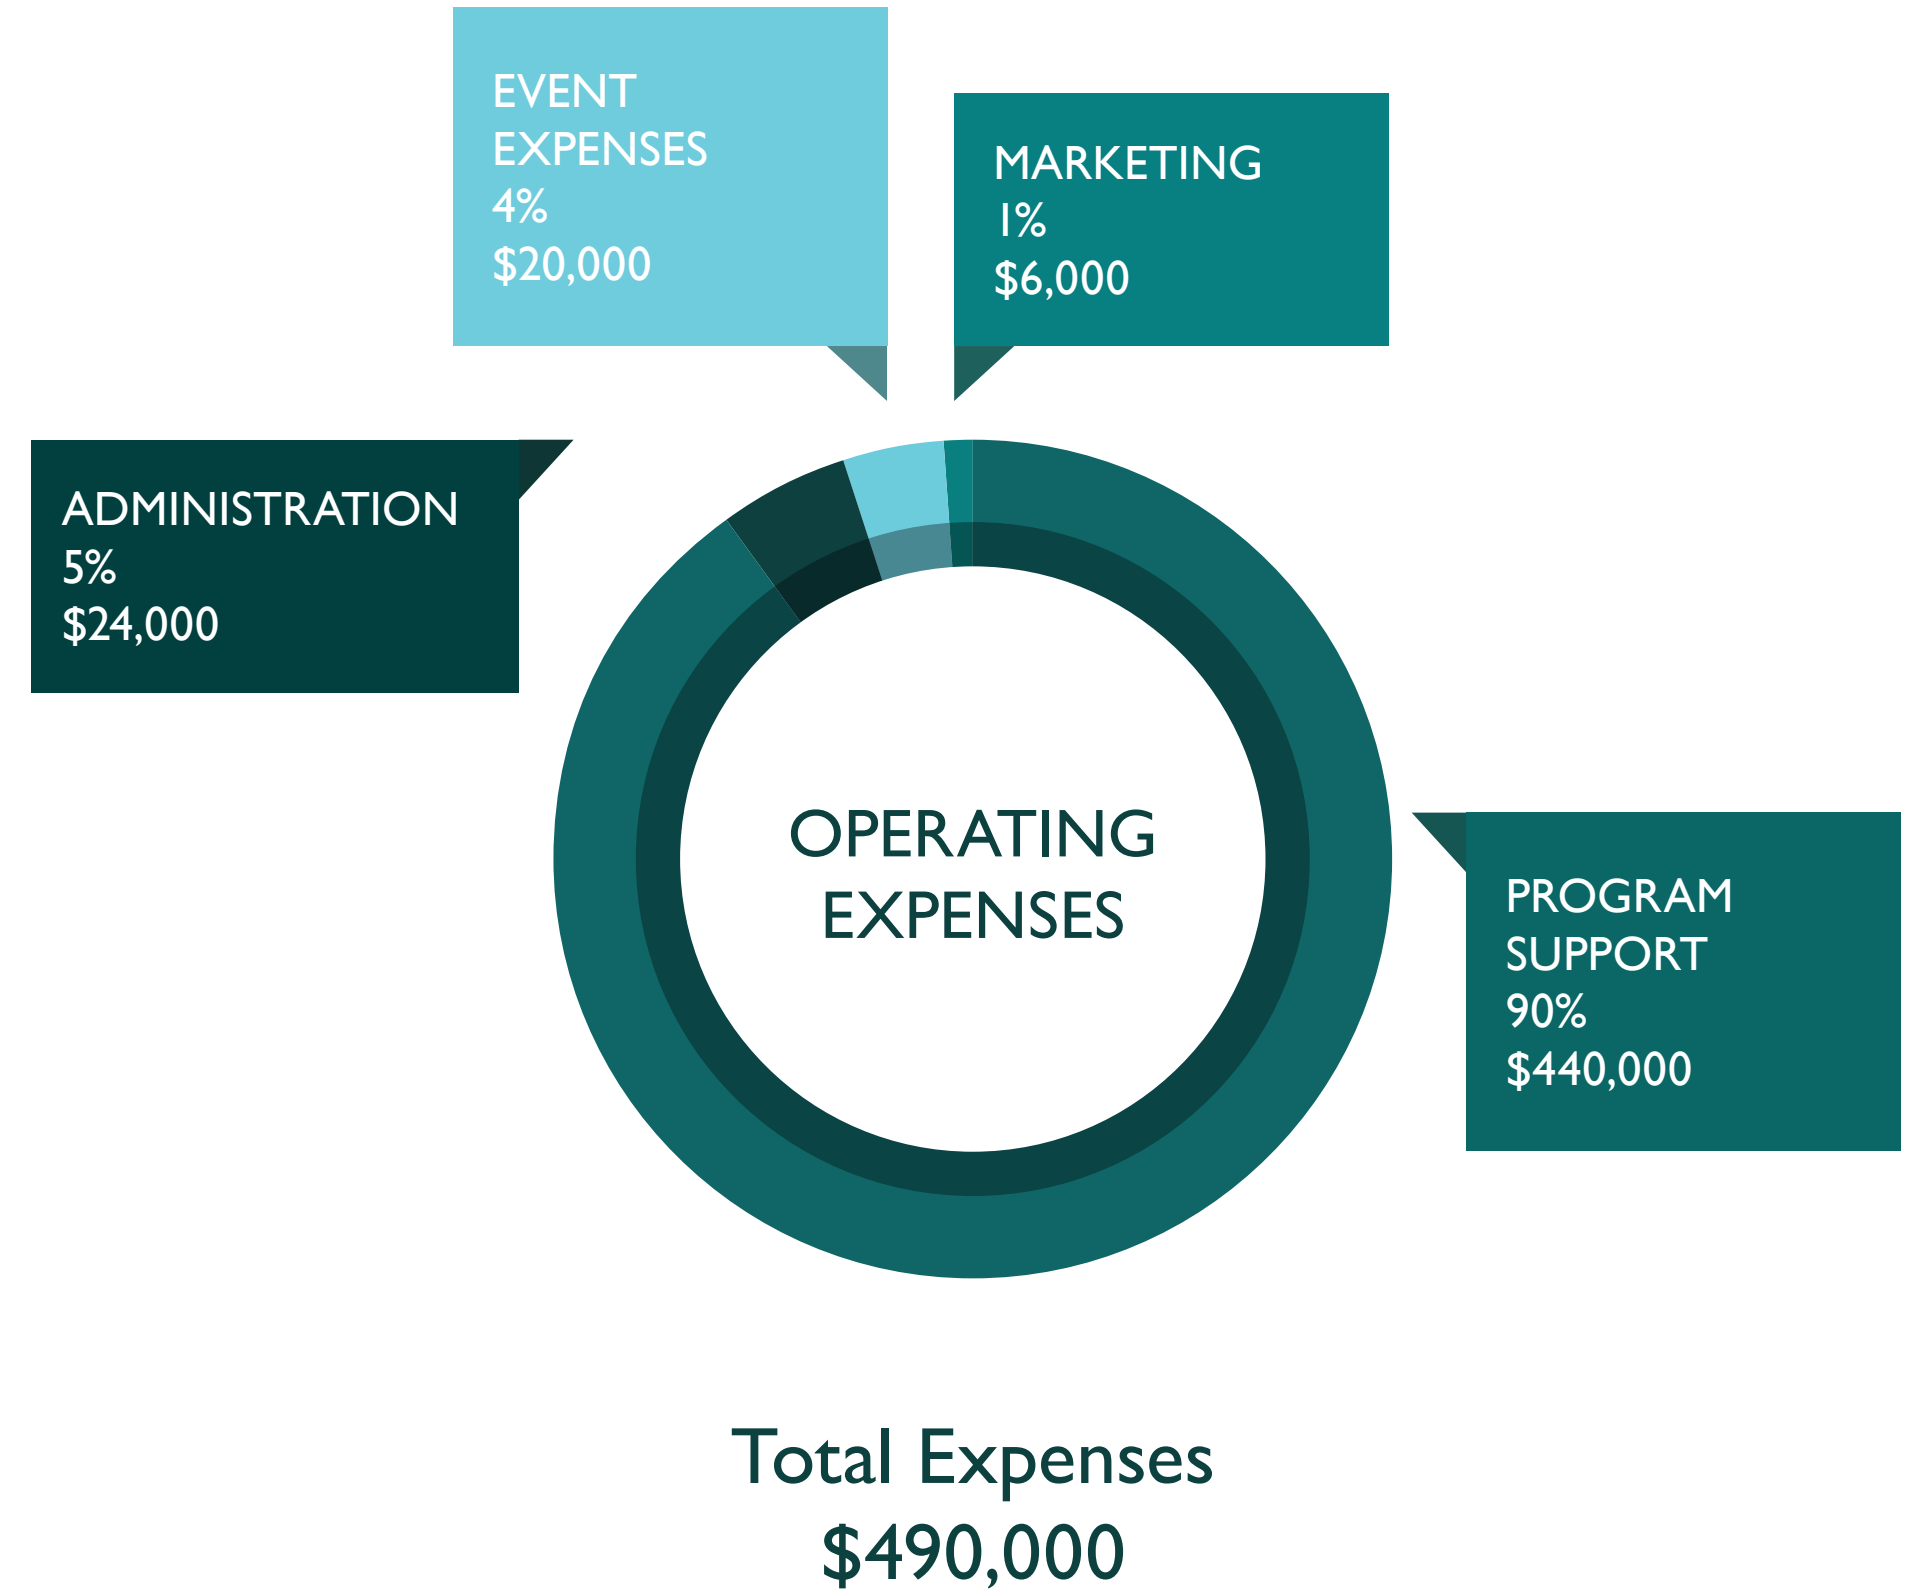 EVENT
EXPENSES
4%
$20,000
MARKETING
1%
$6,000
ADMINISTRATION
5%
$24,000
OPERATING
EXPENSES
PROGRAM
SUPPORT
90%
$440,000
Total Expenses
$490,000